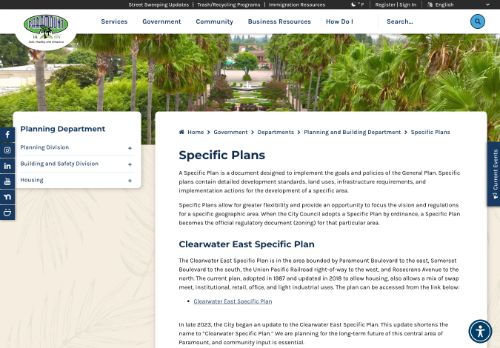 Street Sweeping Updates | Trash/Recycling Programs | Immigration Resources
°F | Register | Sign In English
PARAMOUNT
Services Government Community Business Resources How Do I Search...
Planning Department
Planning Division +
Building and Safety Division +
Housing +
Home > Government > Departments > Planning and Building Department > Specific Plans
Specific Plans
A Specific Plan is a document designed to implement the goals and policies of the General Plan. Specific
plans contain detailed development standards, land uses, infrastructure requirements, and
implementation actions for the development of a specific area.
Specific Plans allow for greater flexibility and provide an opportunity to focus the vision and regulations
for a specific geographic area. When the City Council adopts a Specific Plan by ordinance, a Specific Plan
becomes the official regulatory document (zoning) for that particular area.
Clearwater East Specific Plan
The Clearwater East Specific Plan is in the area bounded by Paramount Boulevard to the east, Somerset
Boulevard to the south, the Union Pacific Railroad right-of-way to the west, and Rosecrans Avenue to the
north. The current plan, adopted in 1987 and updated in 2018 to allow housing, also allows a mix of swap
meet, institutional, retail, office, and light industrial uses. The plan can be accessed from the link below:
• Clearwater East Specific Plan
In late 2023, the City began an update to the Clearwater East Specific Plan. This update shortens the
name to "Clearwater Specific Plan." We are planning for the long-term future of this central area of
Paramount, and community input is essential.
Current Events